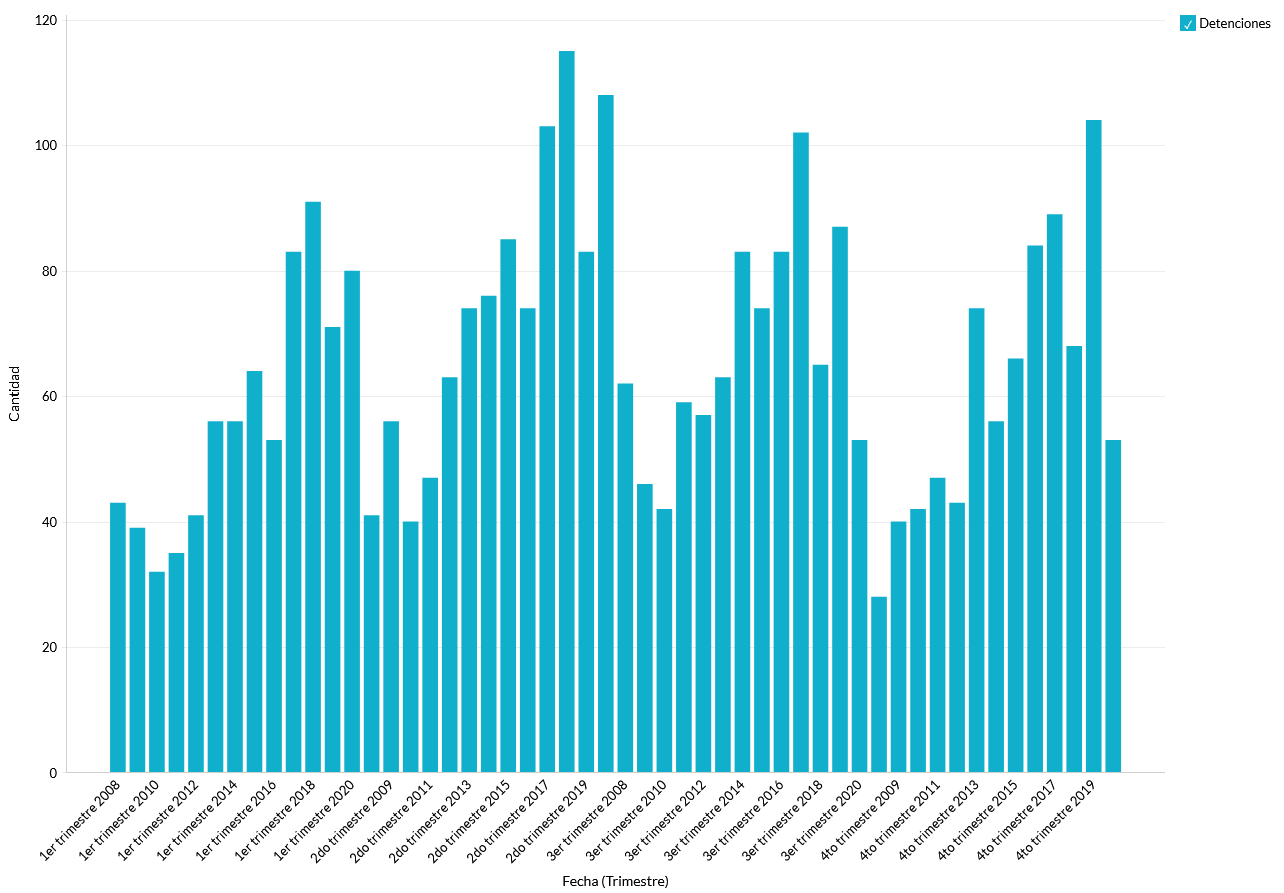 120
100
80
60
40
20
0
Cantidad
1er trimestre 2008
1er trimestre 2010
1er trimestre 2012
1er trimestre 2014
1er trimestre 2016
1er trimestre 2018
1er trimestre 2020
2do trimestre 2009
2do trimestre 2011
2do trimestre 2013
2do trimestre 2015
2do trimestre 2017
2do trimestre 2019
3er trimestre 2008
3er trimestre 2010
3er trimestre 2012
3er trimestre 2014
3er trimestre 2016
3er trimestre 2018
3er trimestre 2020
4to trimestre 2009
4to trimestre 2011
4to trimestre 2013
4to trimestre 2015
4to trimestre 2017
4to trimestre 2019
Fecha (Trimestre)
Detenciones